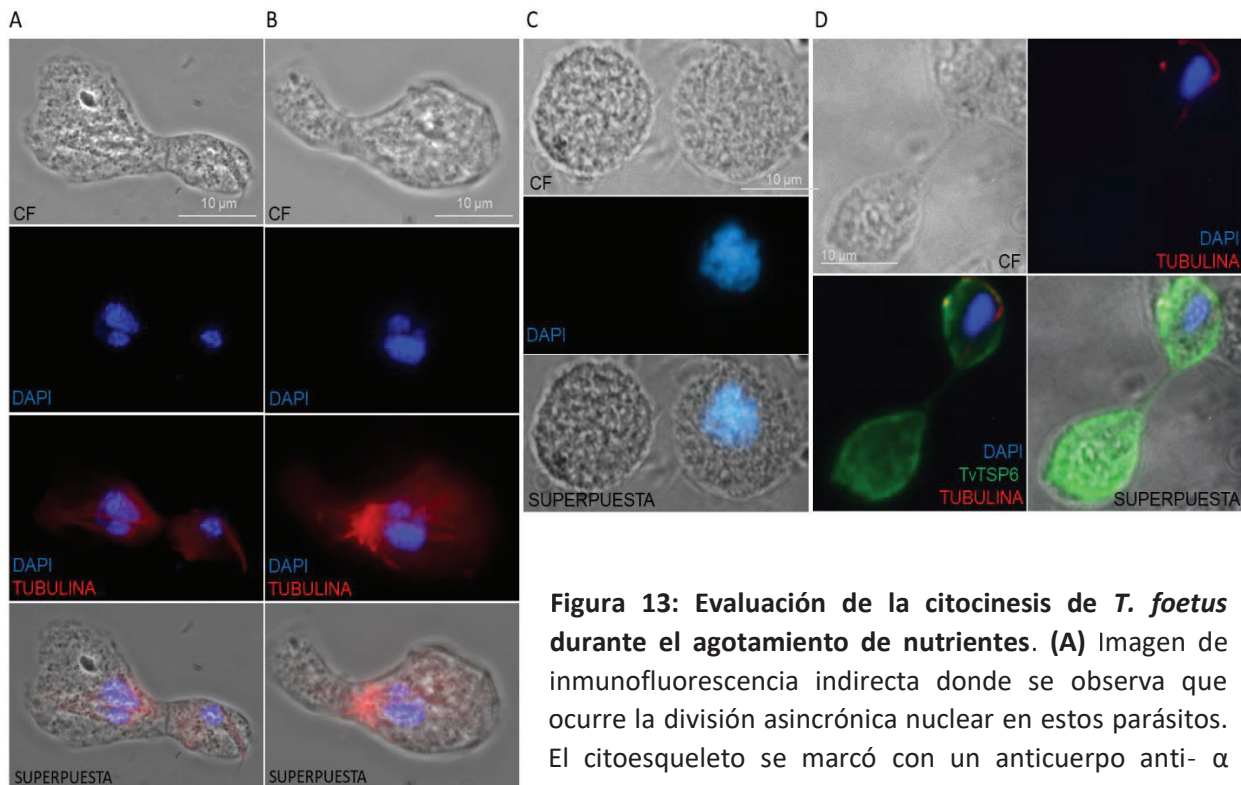 A
B
C
D
CF
10 µm
CF
10 µm
CF
10 µm
10 µm
CF
DAPI
TUBULINA
DAPI
DAPI
DAPI
DAPI
TvTSP6
TUBULINA
SUPERPUESTA
SUPERPUESTA
DAPI
TUBULINA
DAPI
TUBULINA
SUPERPUESTA
SUPERPUESTA
Figura 13: Evaluación de la citocinesis de T. foetus
durante el agotamiento de nutrientes. (A) Imagen de
inmunofluorescencia indirecta donde se observa que
ocurre la división asincrónica nuclear en estos parásitos.
El citoesqueleto se marcó con un anticuerpo anti- α